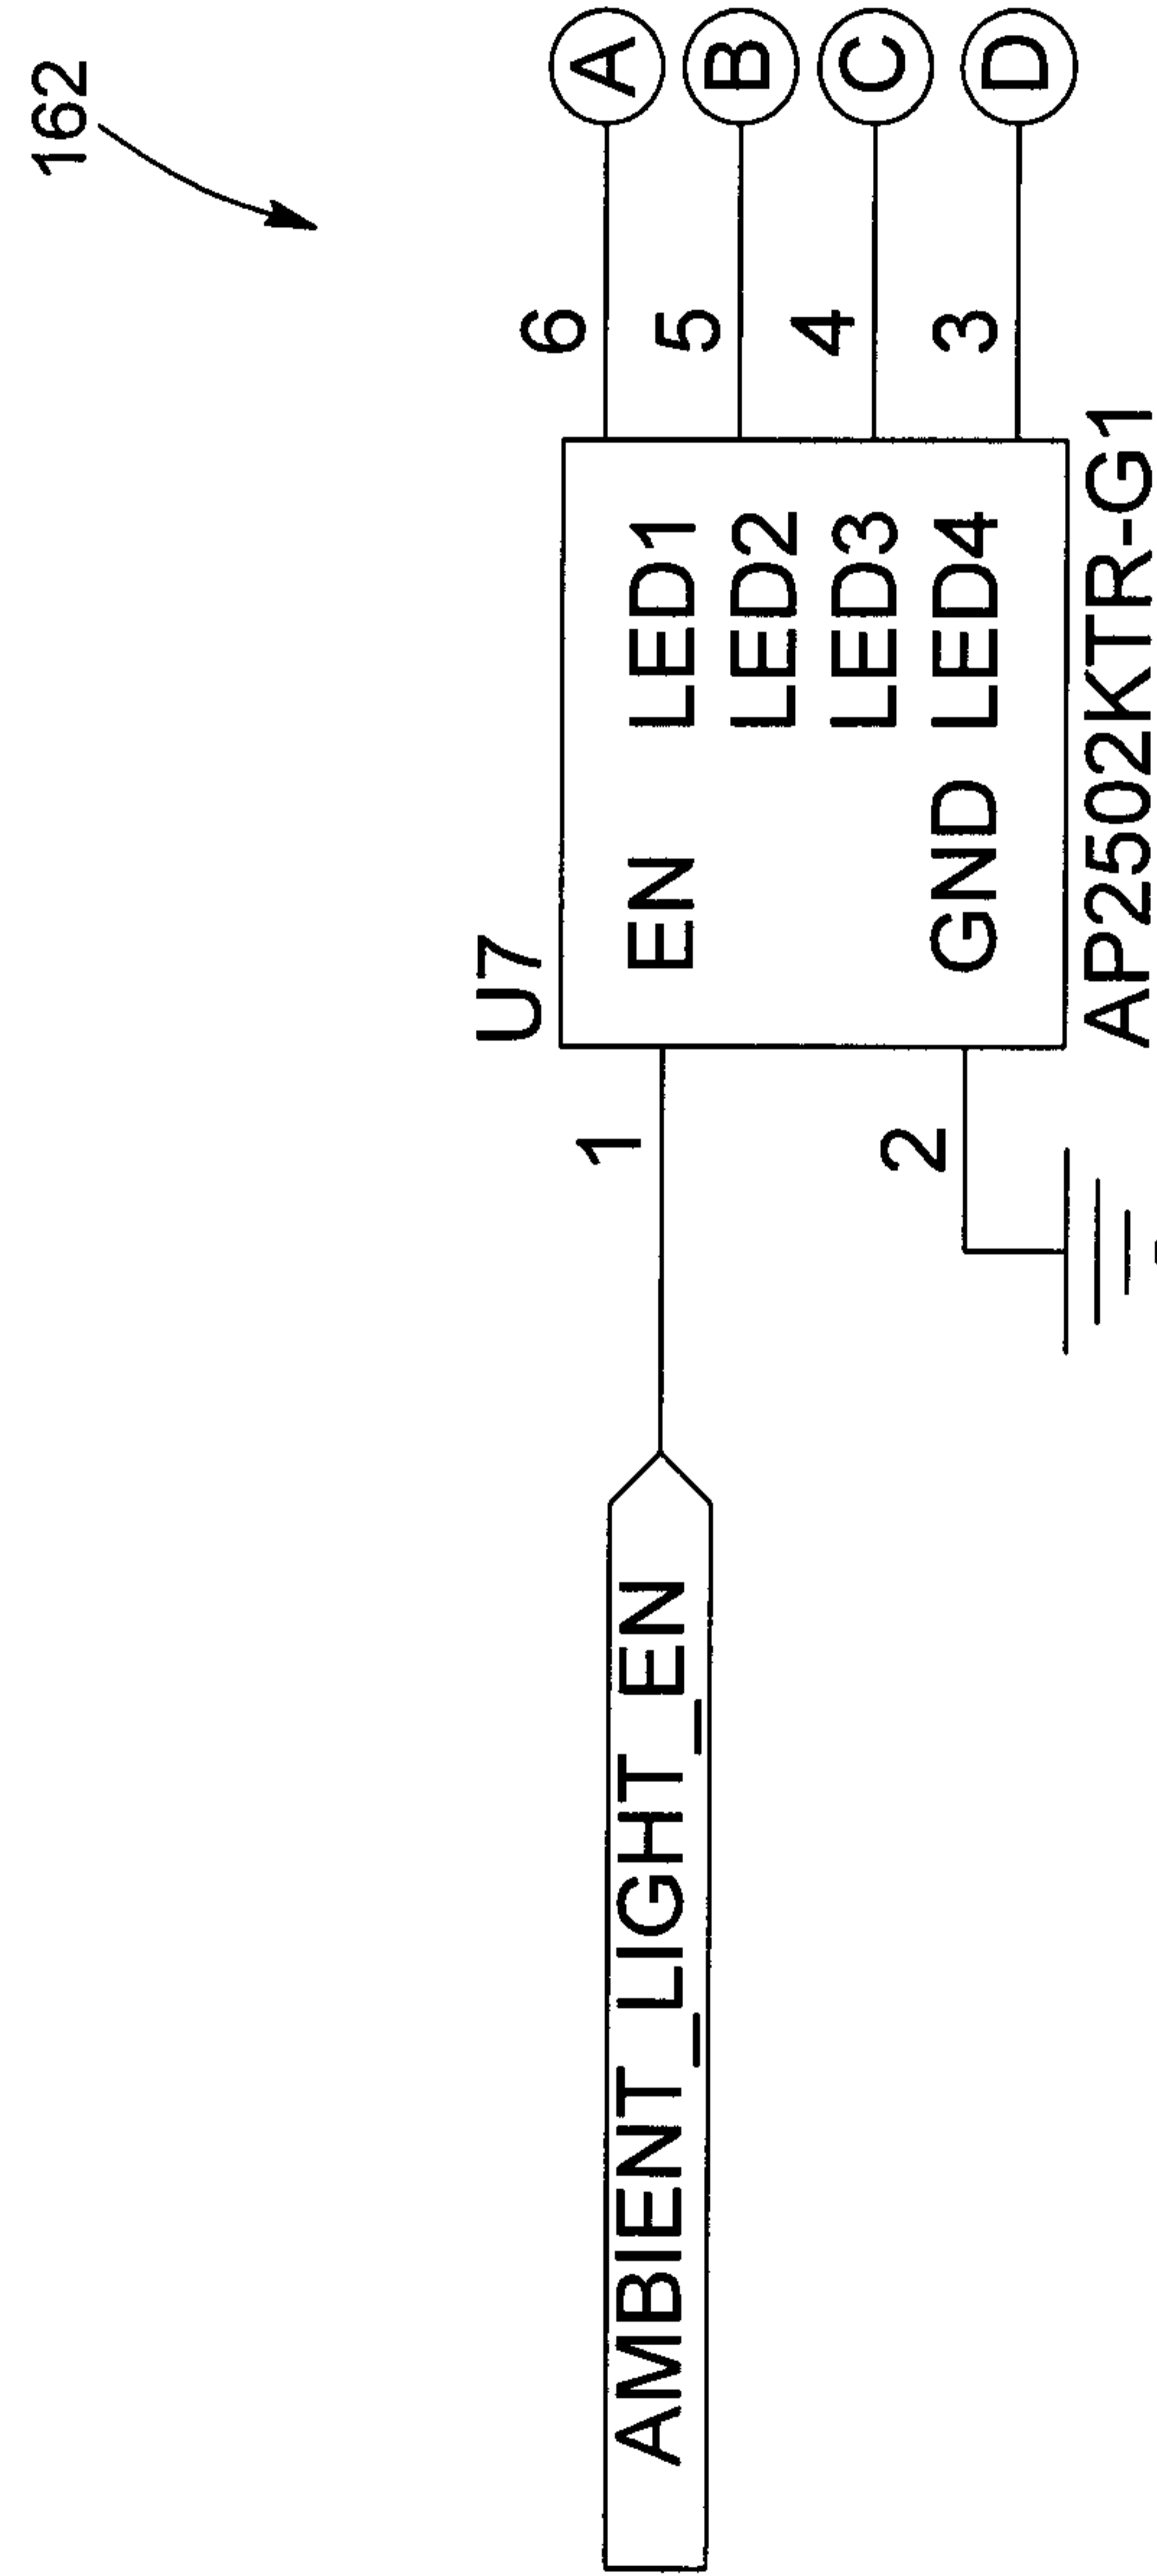 162
U7
AMBIENT_LIGHT_EN
1
EN
LED1
6
A
LED2
5
B
LED3
4
C
2
GND
LED4
3
D
AP2502KTR-G1